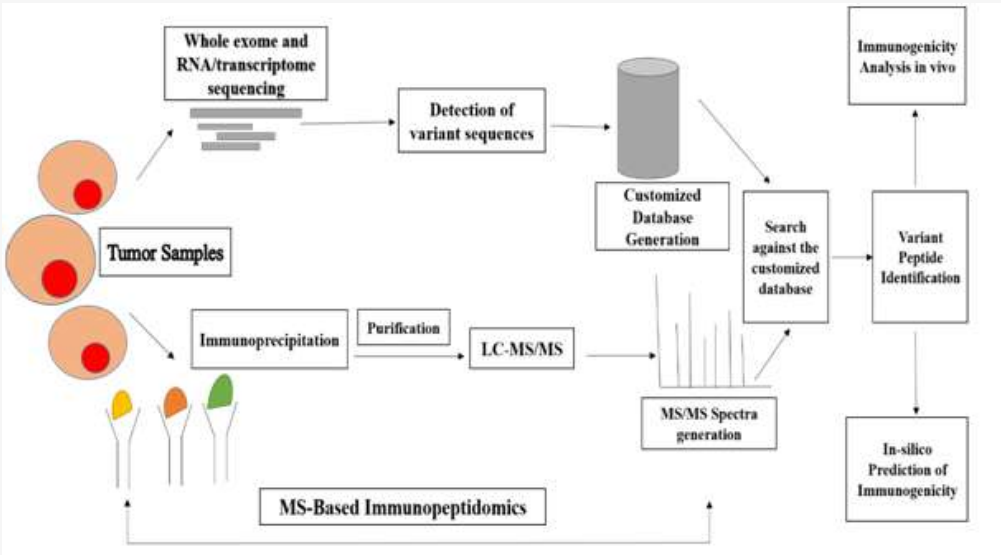 Whole exome and
RNA/transcriptome
sequencing
Detection of
variant sequences
Customized
Database
Generation
Immunogenicity
Analysis in vivo
Tumor Samples
Search
against the
customized
database
Variant
Peptide
Identification
Immunoprecipitation
Purification
LC-MS/MS
MS/MS Spectra
generation
In-silico
Prediction of
Immunogenicity
MS-Based Immunopeptidomics